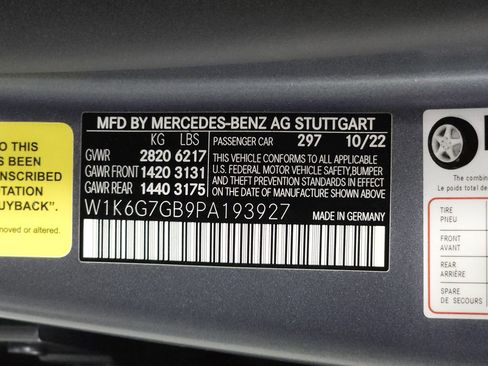 O THIS
S BEEN
NSCRIBED
TATION
UYBACK".
moved or altered.
MFD BY MERCEDES-BENZ AG STUTTGART
KG LBS PASSENGER CAR 297 10/22
GVWR 2820 6217
GAWR FRONT 1420 3131
GAWR REAR 1440 3175
THIS VEHICLE CONFORMS TO ALL APPLICABLE
U.S. FEDERAL MOTOR VEHICLE SAFETY,BUMPER
AND THEFT PREVENTION STANDARDS IN EFFECT
ON THE DATE OF MANUFACTURE SHOWN ABOVE
W1K6G7GB9PA193927
MADE IN GERMANY
The combine
Le poids total des
TIRE
PNEU
FRONT
AVANT
REAR
ARRIÈRE
SPARE
DE SECOURS